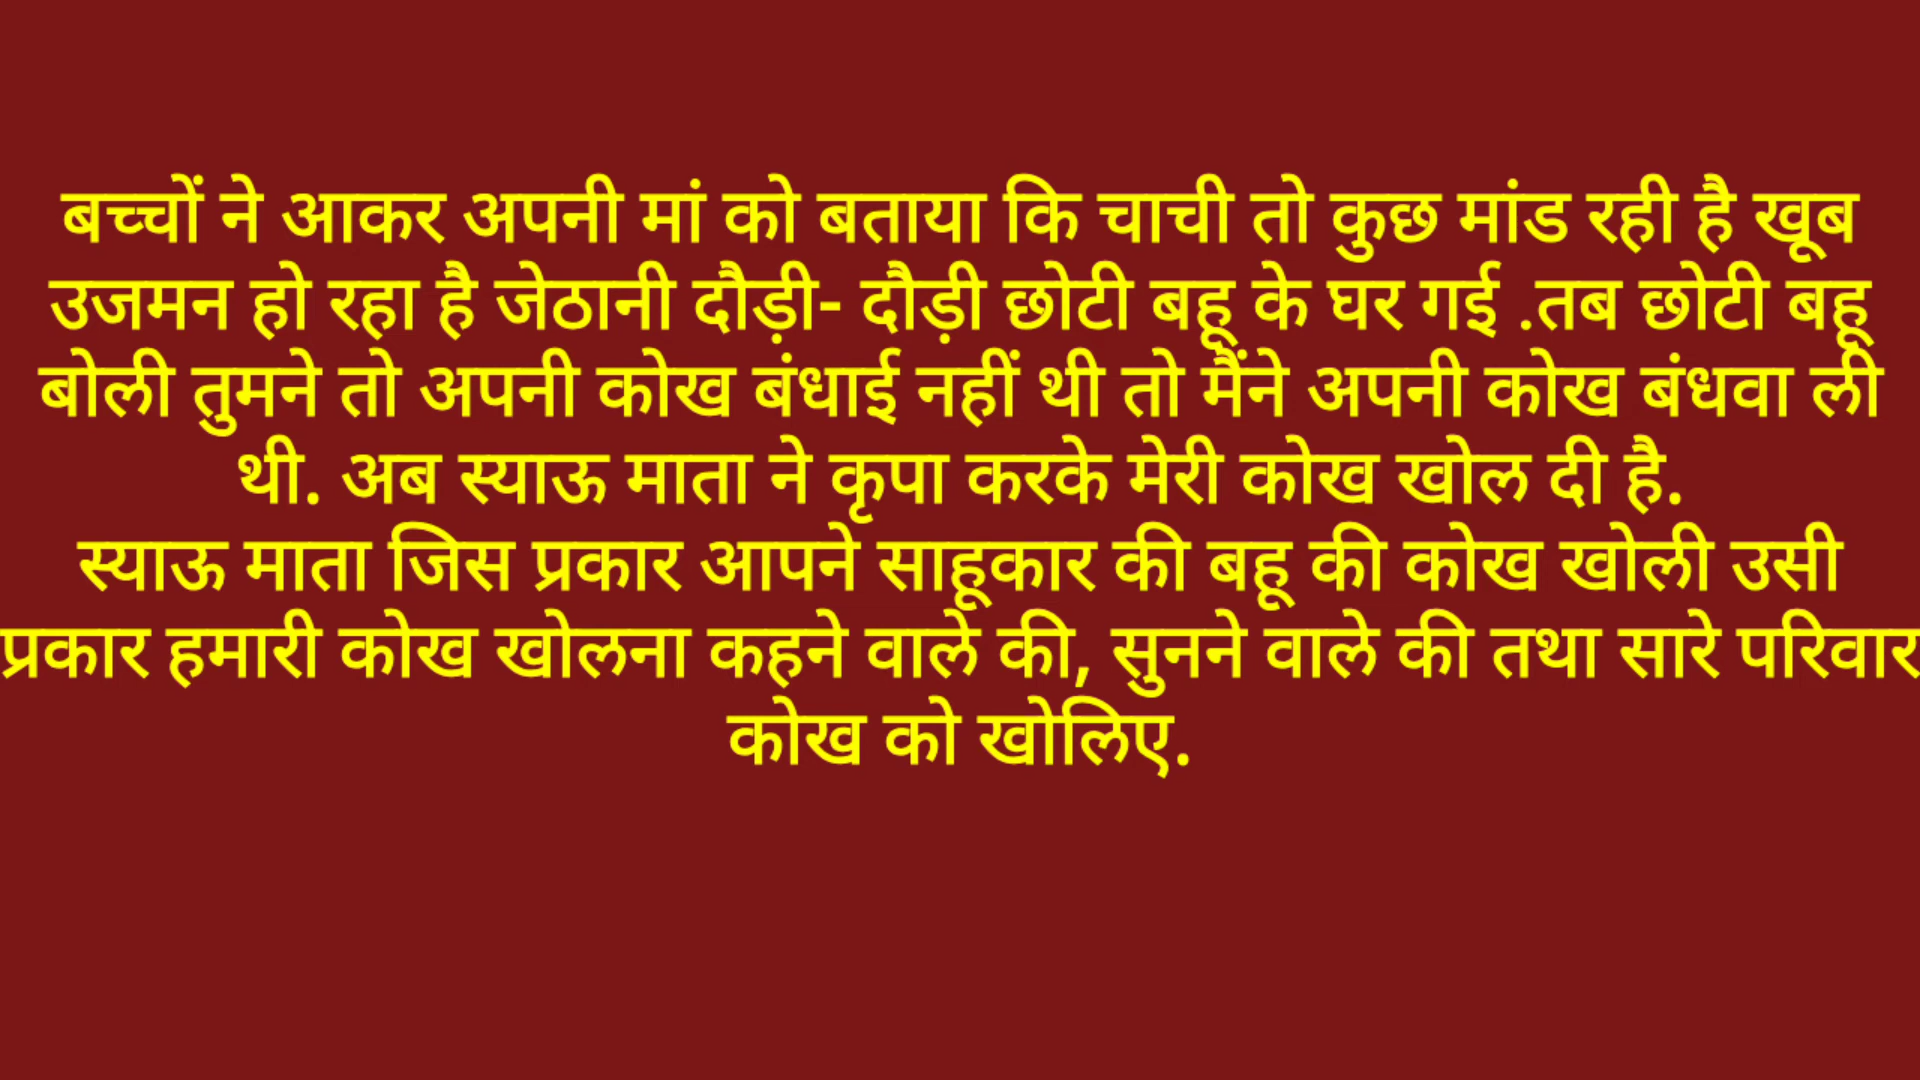 बच्चों ने आकर अपनी मां को बताया कि चाची तो कुछ मांड रही है खूब
उजमन हो रहा है जेठानी दौड़ी- दौड़ी छोटी बहू के घर गई .तब छोटी बहू
बोली तुमने तो अपनी कोख बंधाई नहीं थी तो मैंने अपनी कोख बंधवा ली
थी. अब स्याऊ माता ने कृपा करके मेरी कोख खोल दी है.
स्याऊ माता जिस प्रकार आपने साहूकार की बहू की कोख खोली उसी
प्रकार हमारी कोख खोलना कहने वाले की, सुनने वाले की तथा सारे परिवार
कोख को खोलिए.